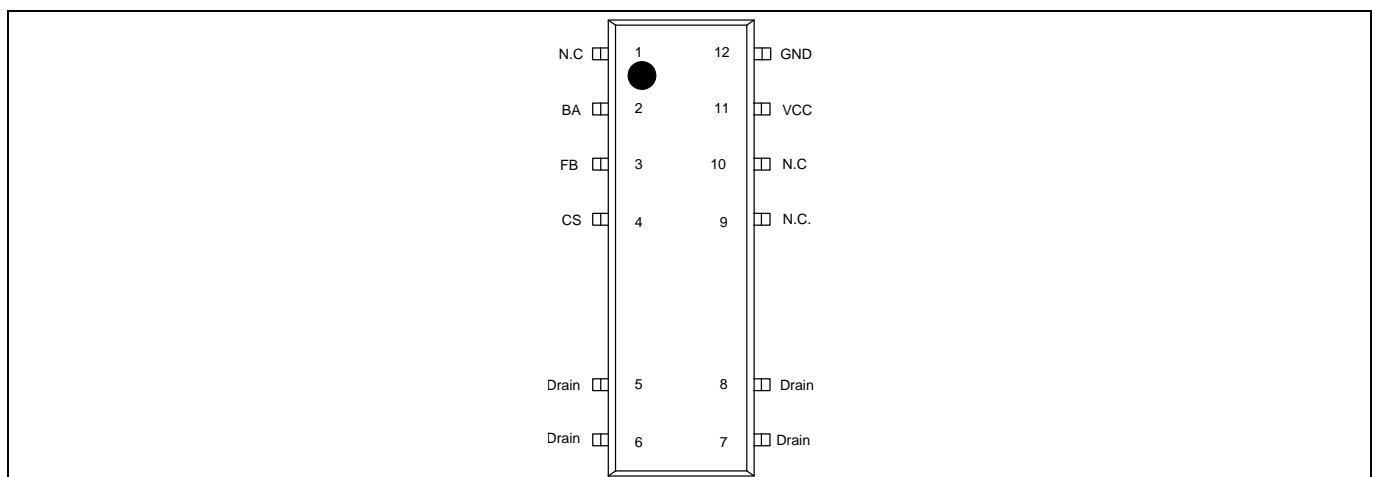 N.C 1 12 GND
BA 2 11 VCC
FB 3 10 N.C
CS 4 9 N.C.
Drain 5 8 Drain
Drain 6 7 Drain